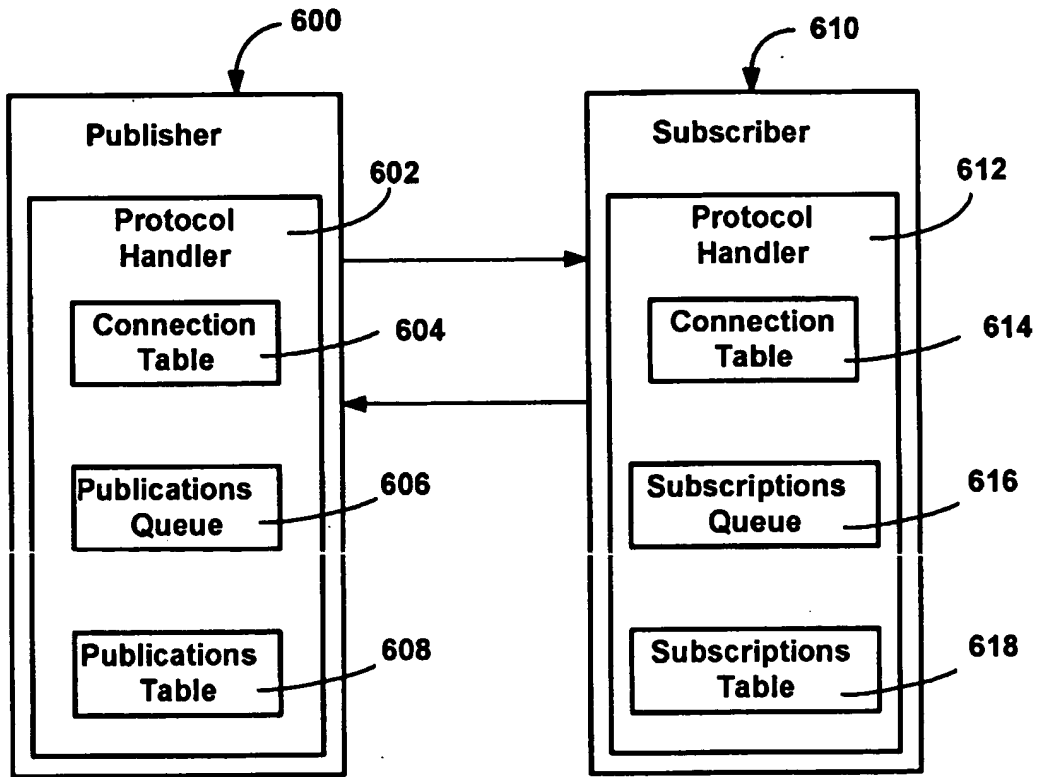 600
610
Publisher
Subscriber
602
612
Protocol
Handler
Protocol
Handler
Connection
Table
604
Connection
Table
614
Publications
Queue
606
Subscriptions
Queue
616
Publications
Table
608
Subscriptions
Table
618